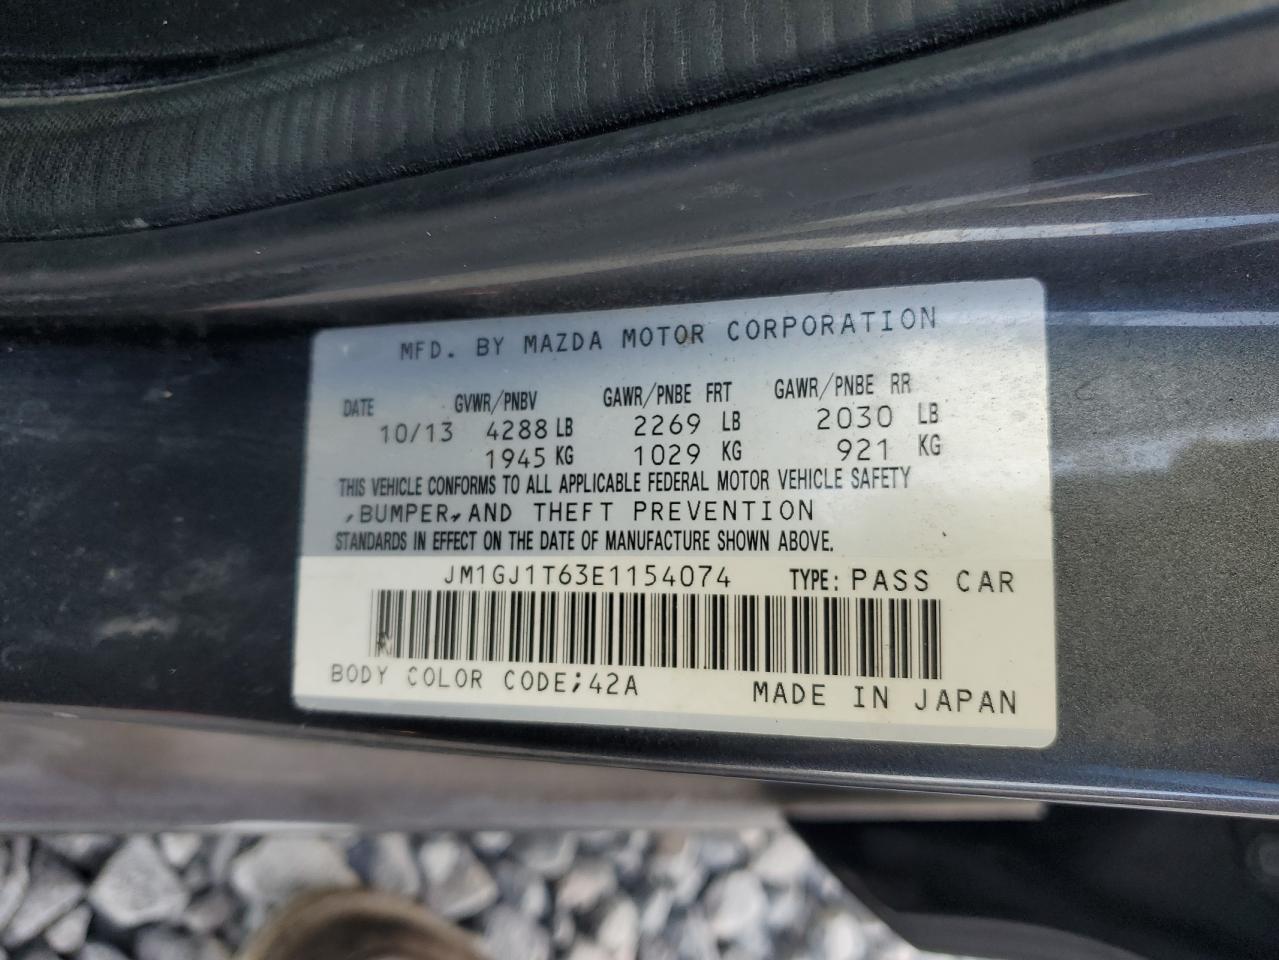 MFD. BY MAZDA MOTOR CORPORATION
DATE GVWR/PNBV GAWR/PNBE FRT GAWR/PNBE RR
10/13 4288 LB 2269 LB 2030 LB
1945 KG 1029 KG 921 KG
THIS VEHICLE CONFORMS TO ALL APPLICABLE FEDERAL MOTOR VEHICLE SAFETY
,BUMPER,AND THEFT PREVENTION
STANDARDS IN EFFECT ON THE DATE OF MANUFACTURE SHOWN ABOVE.
JM1GJ1T63E1154074 TYPE: PASS CAR
BODY COLOR CODE;42A MADE IN JAPAN